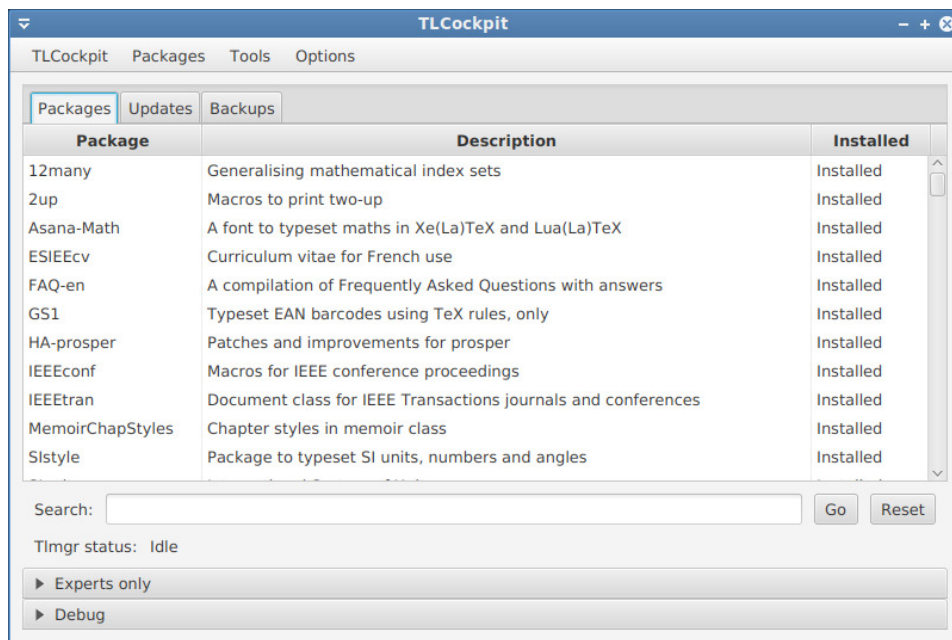 TLCockpit
TLCockpit Packages Tools Options
Packages Updates Backups
Package Description Installed
12many Generalising mathematical index sets Installed
2up Macros to print two-up Installed
Asana-Math A font to typeset maths in Xe(La)TeX and Lua(La)TeX Installed
ESIEEcv Curriculum vitae for French use Installed
FAQ-en A compilation of Frequently Asked Questions with answers Installed
GS1 Typeset EAN barcodes using TeX rules, only Installed
HA-prosper Patches and improvements for prosper Installed
IEEEconf Macros for IEEE conference proceedings Installed
IEEEtran Document class for IEEE Transactions journals and conferences Installed
MemoirChapStyles Chapter styles in memoir class Installed
SIstyle Package to typeset SI units, numbers and angles Installed
Search: Go Reset
Tlmgr status: Idle
Experts only
Debug